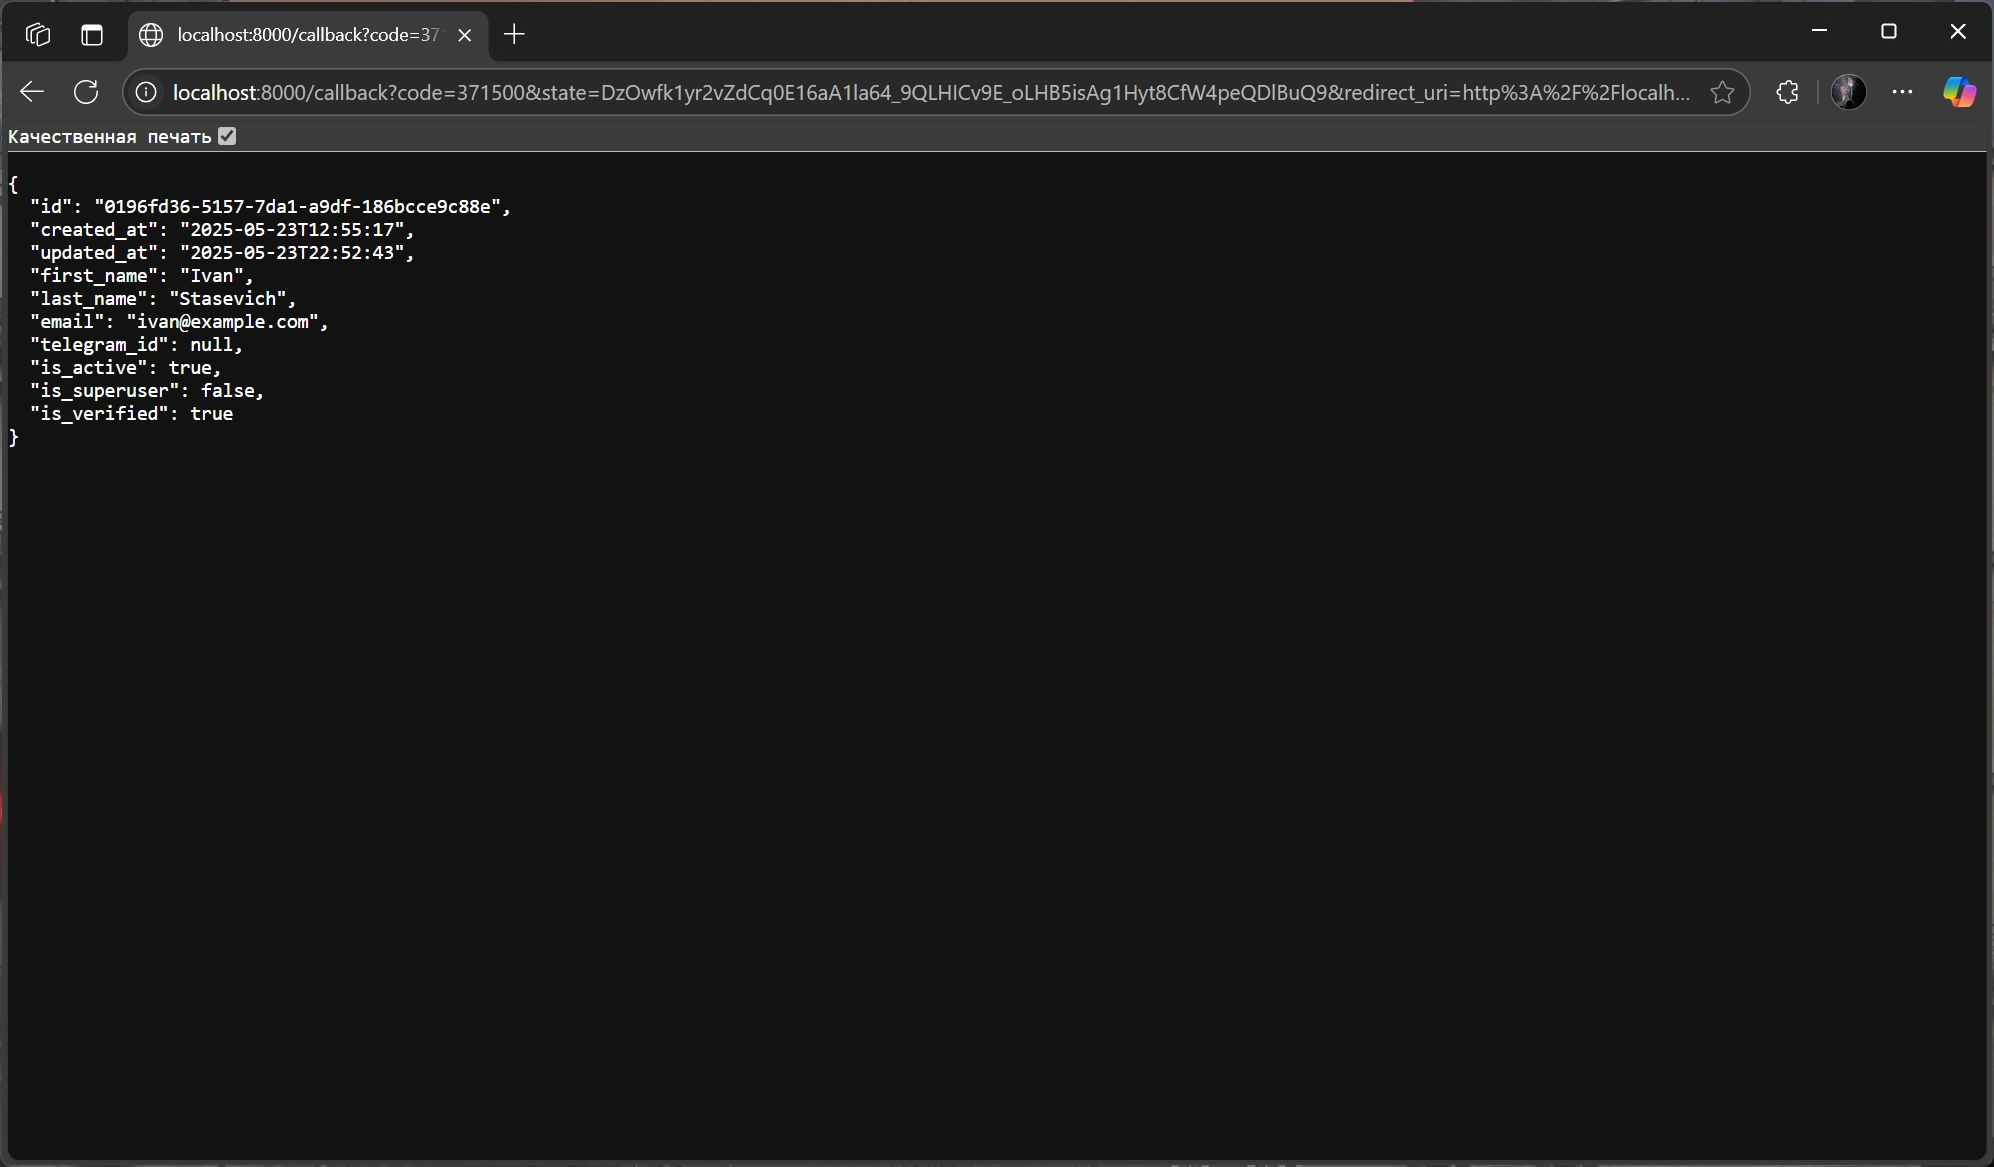 localhost:8000/callback?code=37
localhost:8000/callback?code=371500&state=DzOwfk1yr2vZdCq0E16aA1la64_9QLHICv9E_oLHB5isAg1Hyt8CfW4peQDlBuQ9&redirect_uri=http%3A%2F%2Flocalh...
Качественная печать
{
"id": "0196fd36-5157-7da1-a9df-186bcce9c88e",
"created_at": "2025-05-23T12:55:17",
"updated_at": "2025-05-23T22:52:43",
"first_name": "Ivan",
"last_name": "Stasevich",
"email": "ivan@example.com",
"telegram_id": null,
"is_active": true,
"is_superuser": false,
"is_verified": true
}